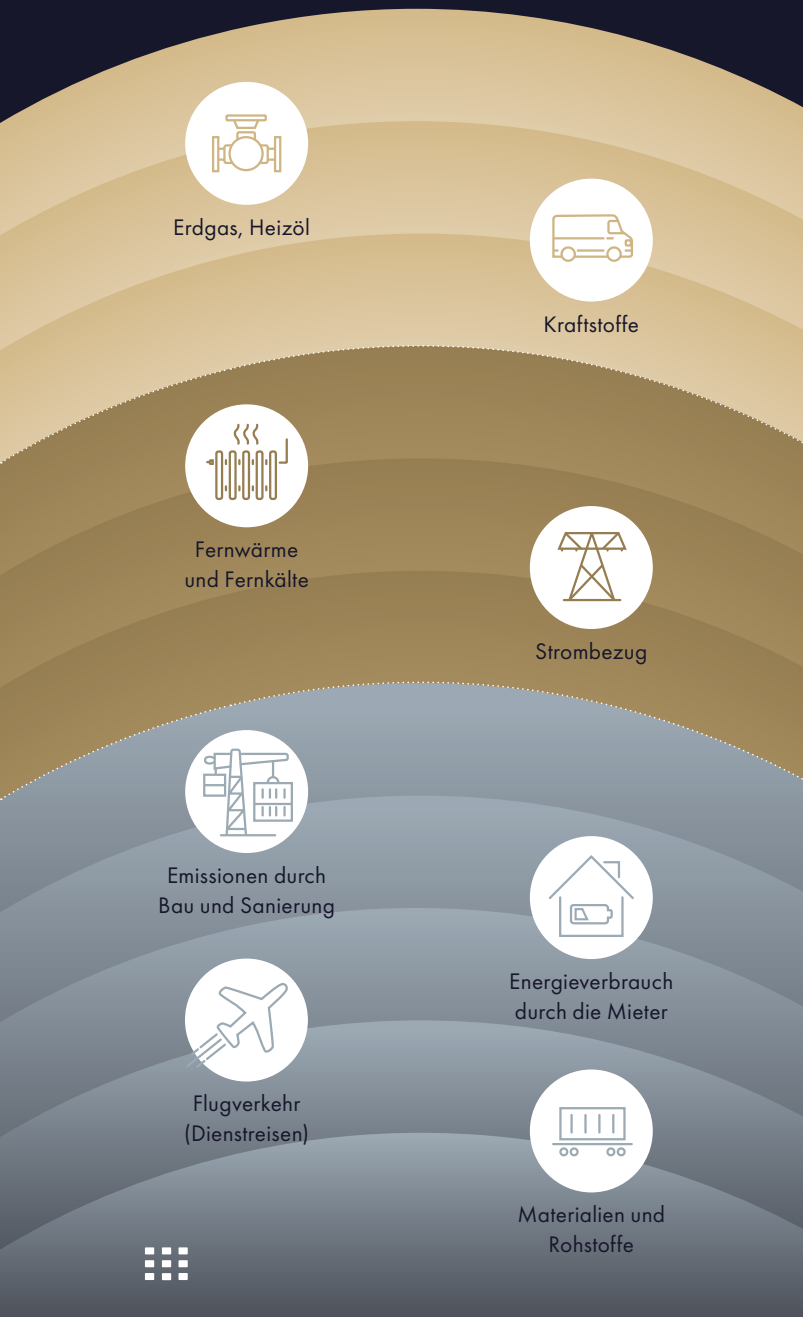 Erdgas, Heizöl
Kraftstoffe
Fernwärme
und Fernkälte
Strombezug
Emissionen durch
Bau und Sanierung
Energieverbrauch
durch die Mieter
Flugverkehr
(Dienstreisen)
Materialien und
Rohstoffe